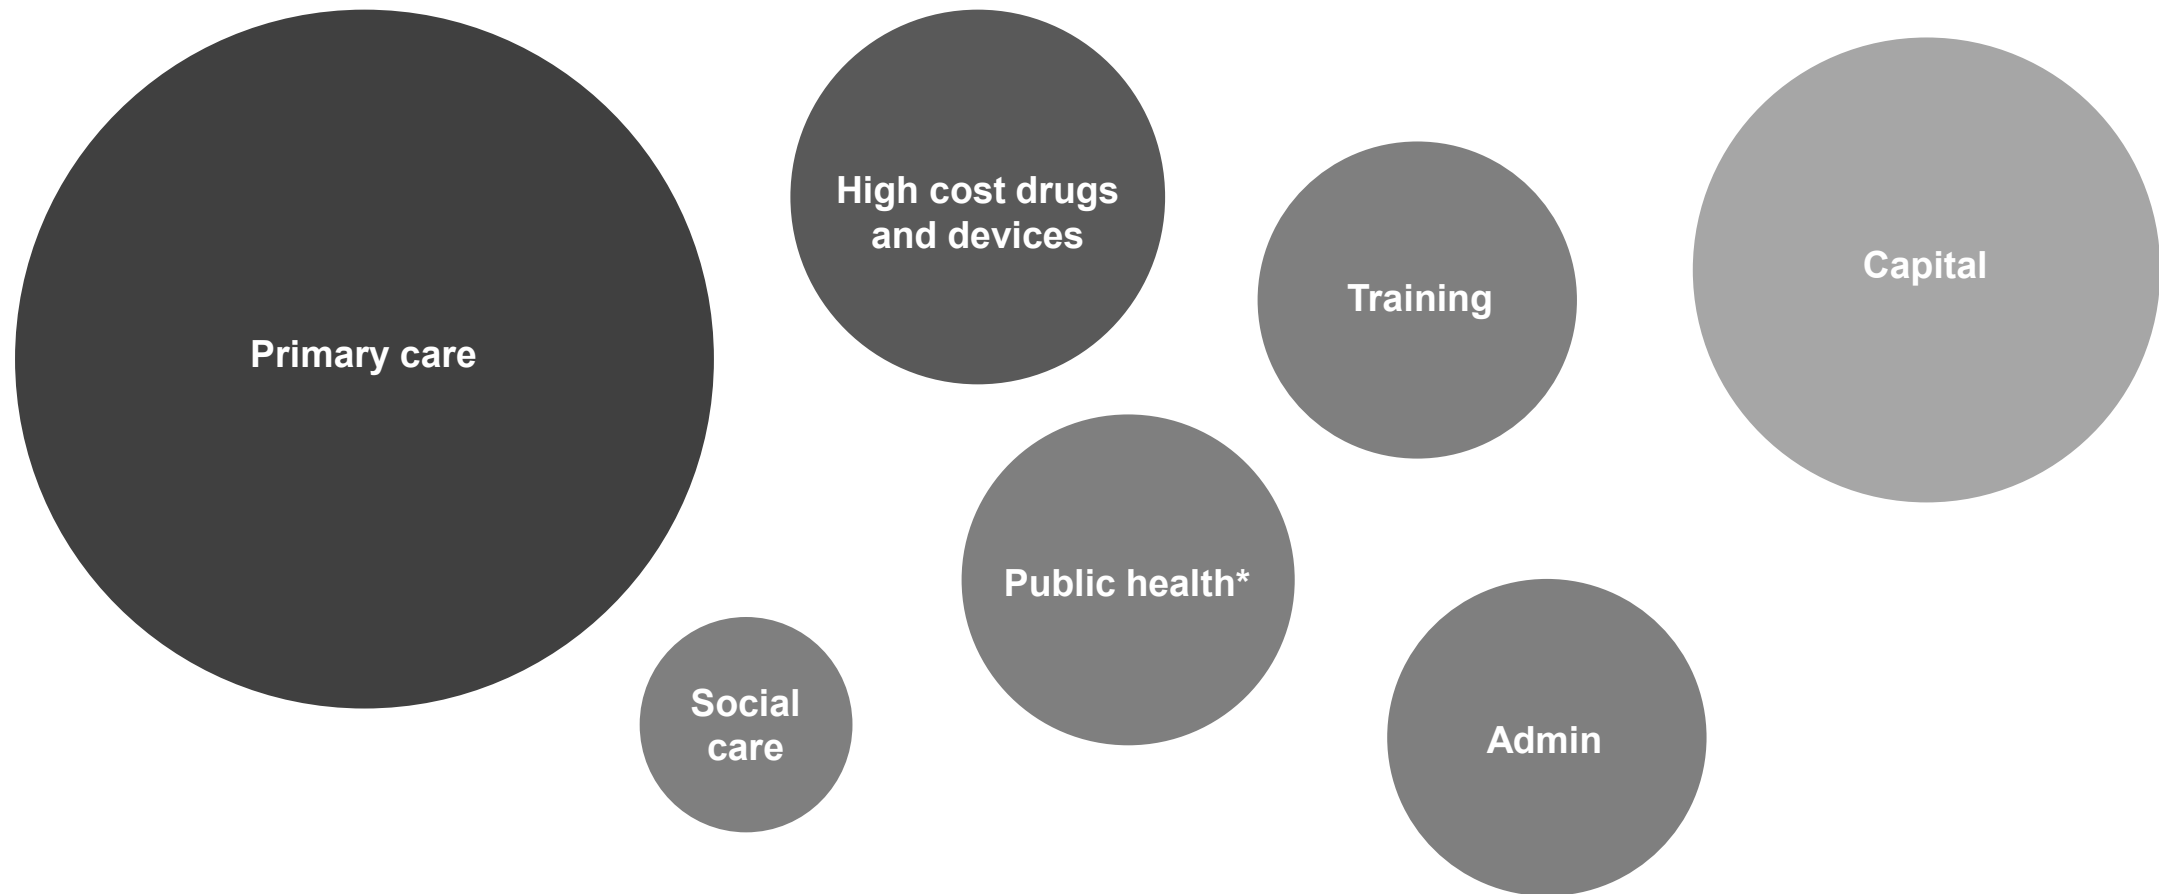 Primary care
High cost drugs
and devices
Training
Capital
Public health*
Social
care
Admin